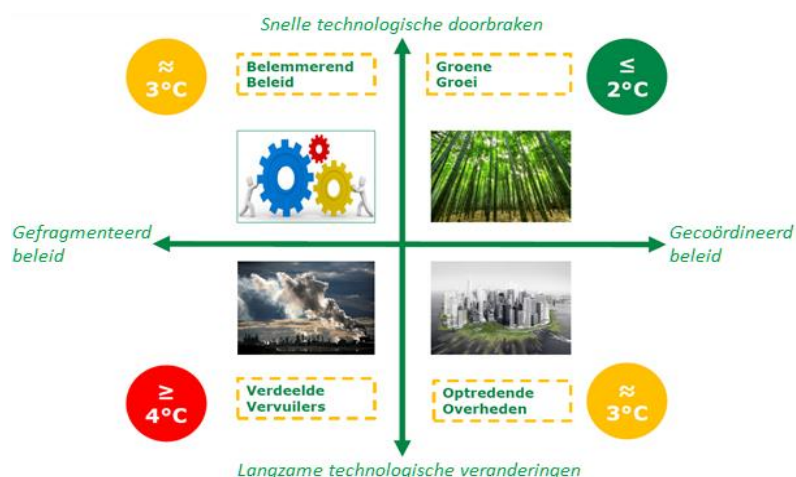 Snelle technologische doorbraken
≈
3°C
Belemmerend
Beleid
Groene
Groei
≤
2°C
Gefragmenteerd
beleid
Gecoördineerd
beleid
≥
4°C
Verdeelde
Vervuilers
Optredende
Overheden
≈
3°C
Langzame technologische veranderingen